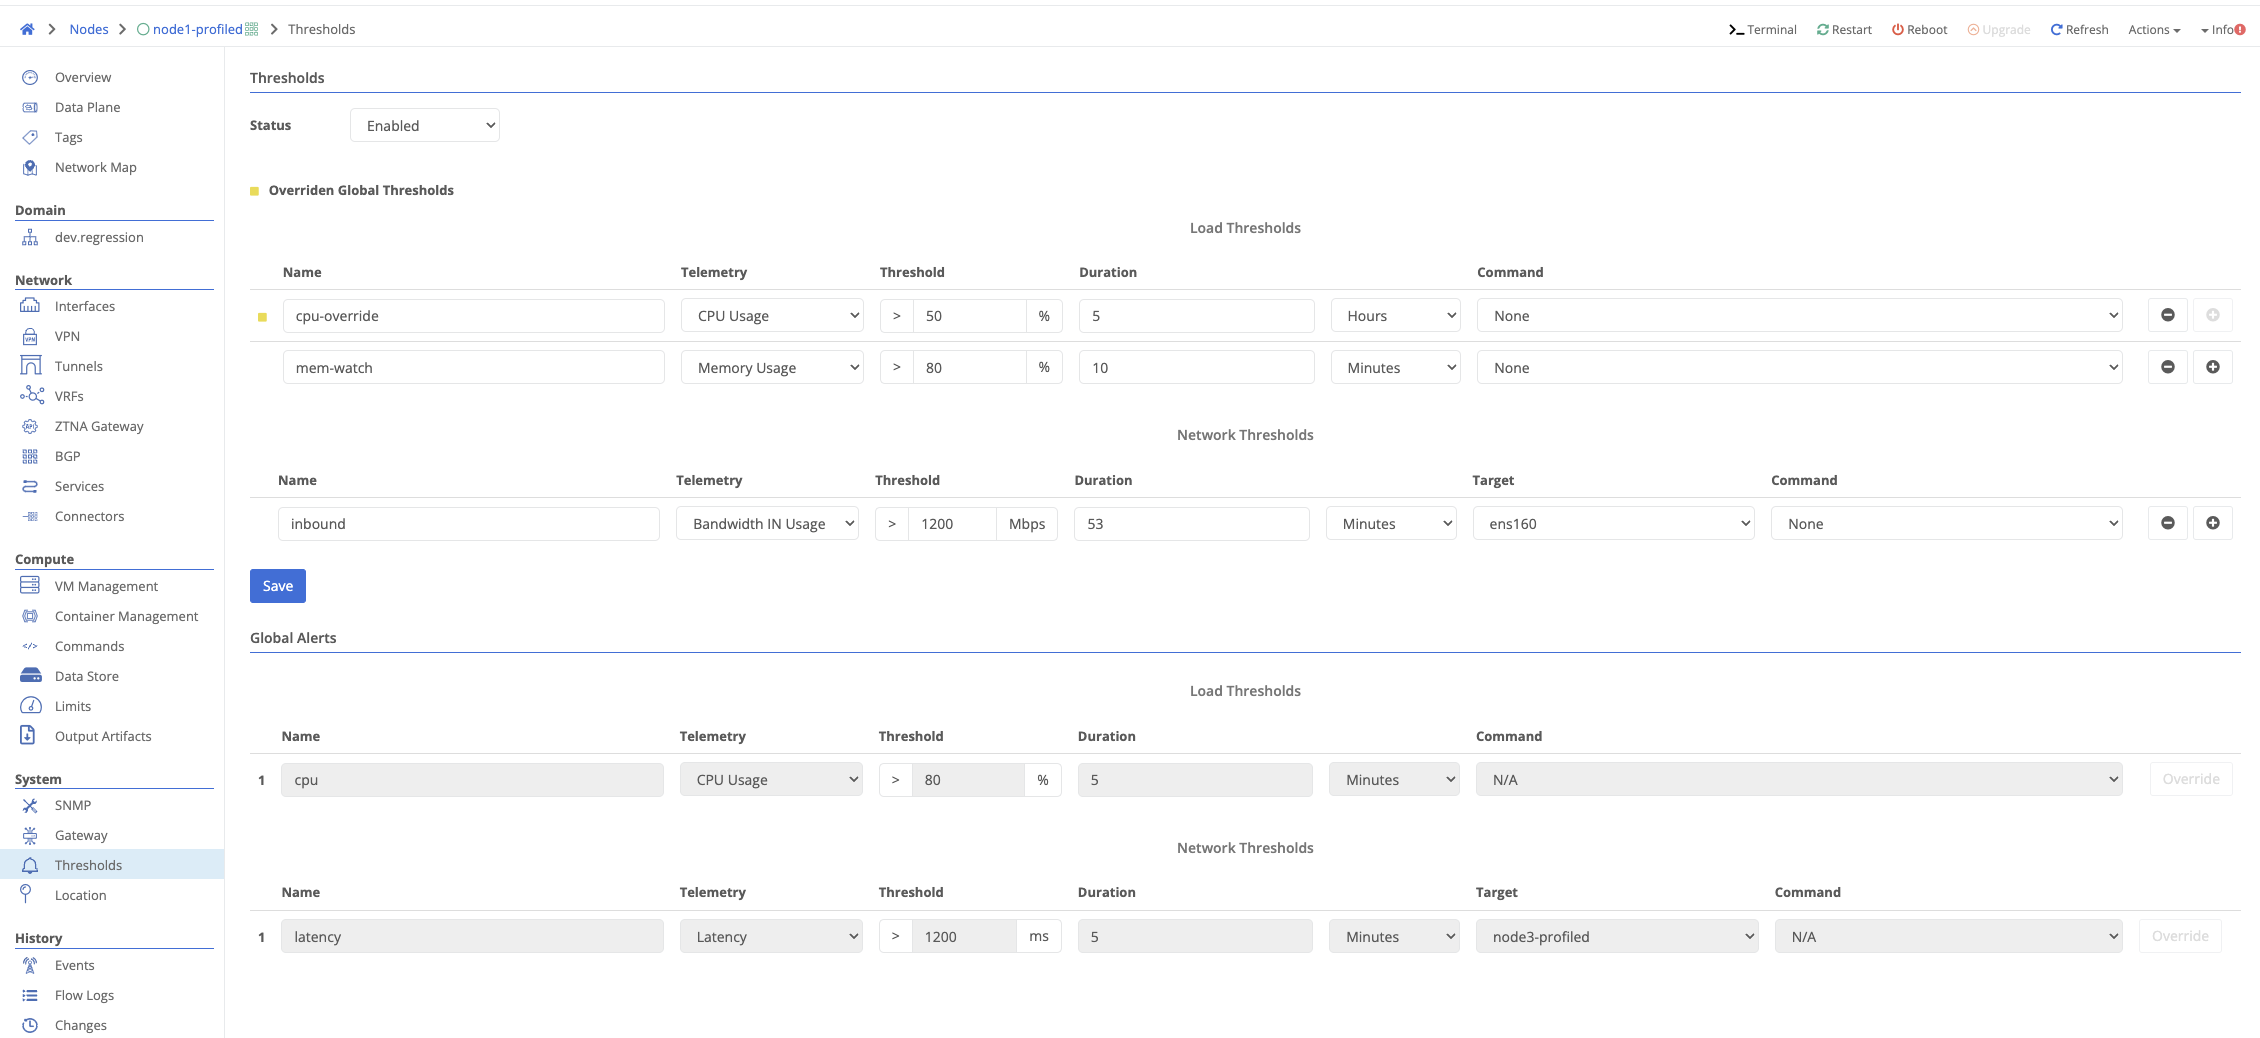 Nodes node1-profiled Thresholds
Terminal Restart Reboot Upgrade Refresh Actions Info
Overview
Data Plane
Tags
Network Map
Domain
dev.regression
Network
Interfaces
VPN
Tunnels
VRFs
ZTNA Gateway
BGP
Services
Connectors
Compute
VM Management
Container Management
Commands
Data Store
Limits
Output Artifacts
System
SNMP
Gateway
Thresholds
Location
History
Events
Flow Logs
Changes
Thresholds
Status Enabled
Overriden Global Thresholds
Load Thresholds
Name Telemetry Threshold Duration Command
cpu-override CPU Usage > 50 % 5 Hours None
mem-watch Memory Usage > 80 % 10 Minutes None
Network Thresholds
Name Telemetry Threshold Duration Target Command
inbound Bandwidth IN Usage > 1200 Mbps 53 Minutes ens160 None
Save
Global Alerts
Load Thresholds
Name Telemetry Threshold Duration Command
1 cpu CPU Usage > 80 % 5 Minutes N/A Override
Network Thresholds
Name Telemetry Threshold Duration Target Command
1 latency Latency > 1200 ms 5 Minutes node3-profiled N/A Override